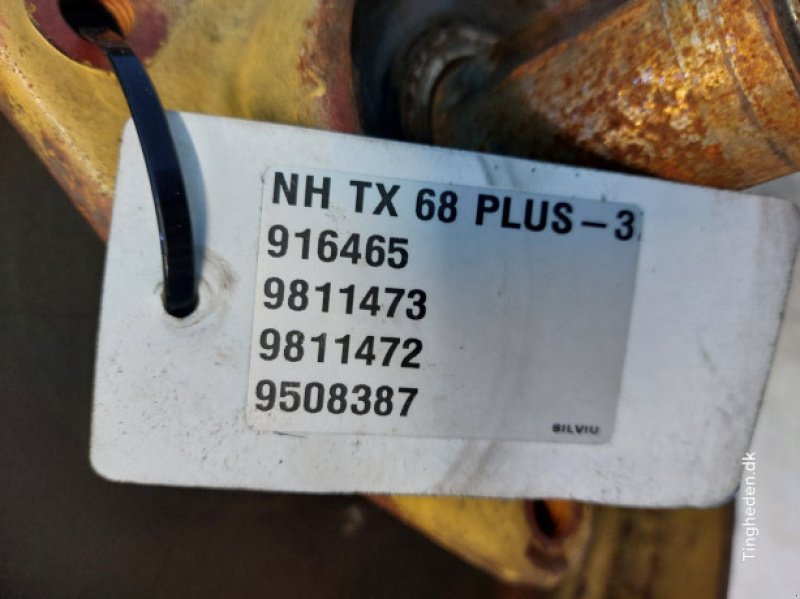 NH TX 68 PLUS-3
916465
9811473
9811472
9508387
SILVIU
Tingheden.dk